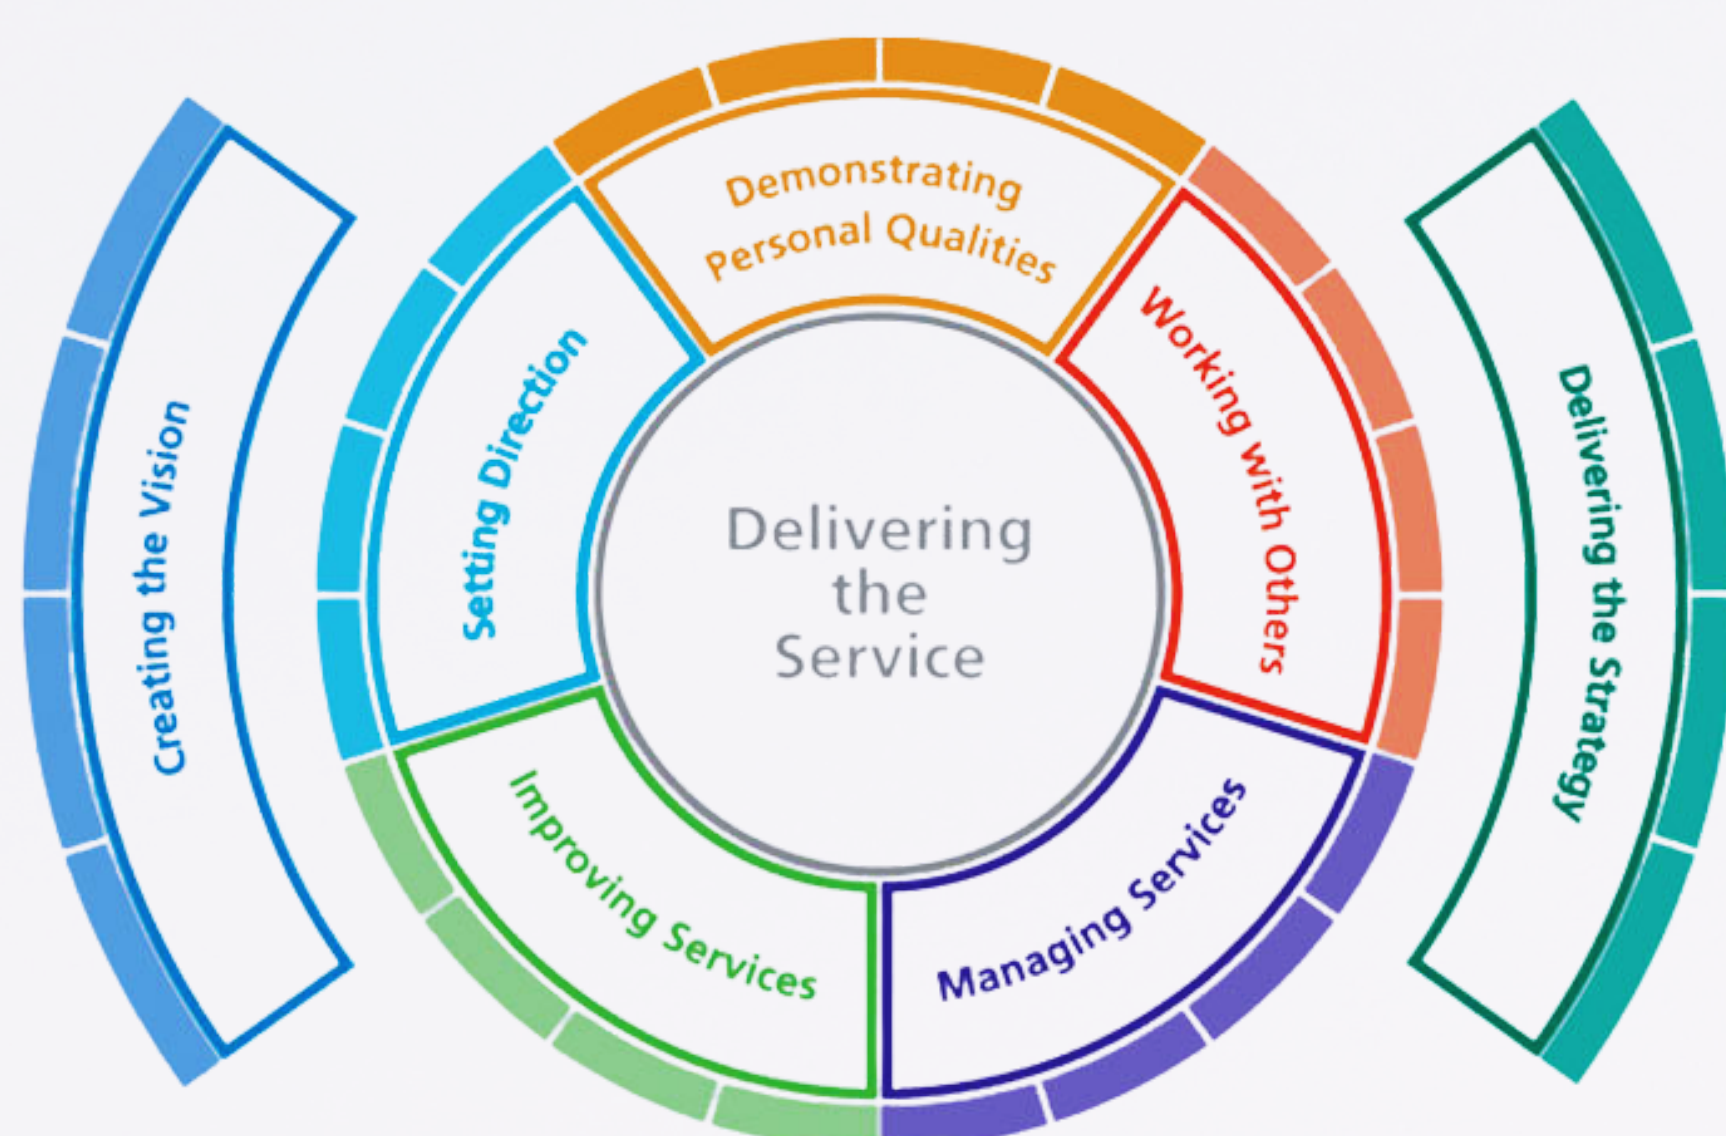 Creating the Vision
Setting Direction
Demonstrating
Personal Qualities
Working with Others
Delivering the Strategy
Delivering
the
Service
Improving Services
Managing Services